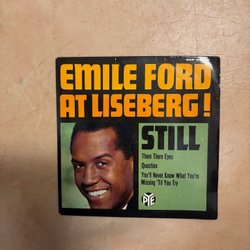 EMILE FORD
AT LISEBERG!
STILL
Them There Eyes
Question
You'll Never Know What You're
Missing 'Til You Try
PYE